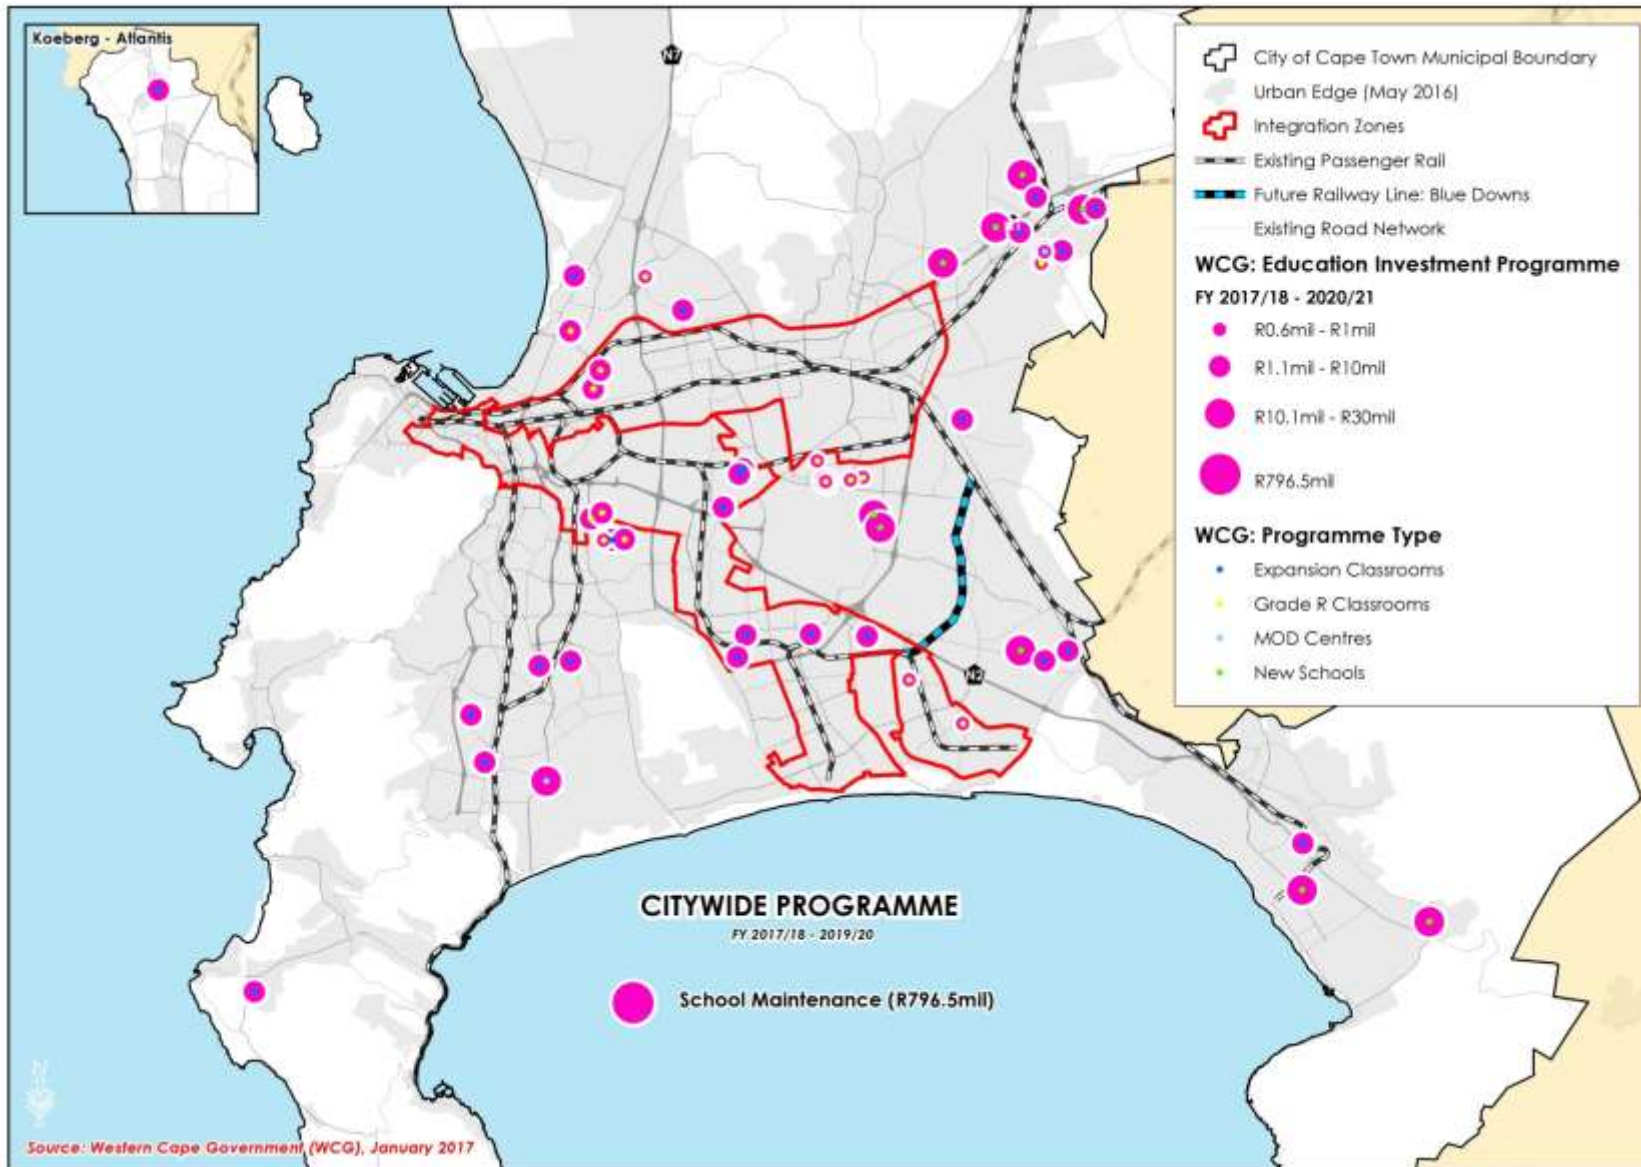 Koeberg - Atlantis
N7
City of Cape Town Municipal Boundary
Urban Edge (May 2016)
Integration Zones
Existing Passenger Rail
Future Railway Line: Blue Downs
Existing Road Network
WCG: Education Investment Programme
FY 2017/18 - 2020/21
R0.6mil - R1mil
R1.1mil - R10mil
R10.1mil - R30mil
R796.5mil
WCG: Programme Type
Expansion Classrooms
Grade R Classrooms
MOD Centres
New Schools
N2
CITYWIDE PROGRAMME
FY 2017/18 - 2019/20
School Maintenance (R796.5mil)
N
Source: Western Cape Government (WCG), January 2017